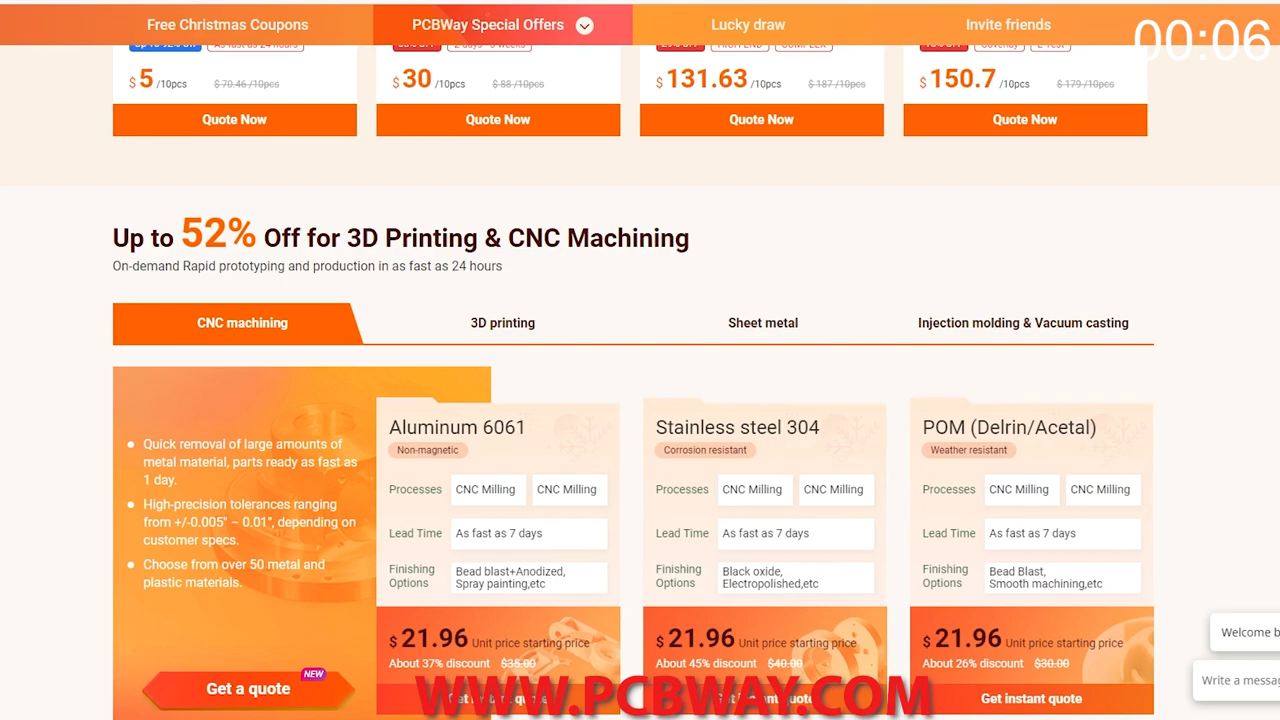 Free Christmas Coupons
PCBWay Special Offers
Lucky draw
Invite friends
00:06
$ 5 /10pcs $ 70.46 /10pcs
$ 30 /10pcs $ 88 /10pcs
$ 131.63 /10pcs $ 187 /10pcs
$ 150.7 /10pcs $ 179 /10pcs
Quote Now
Quote Now
Quote Now
Quote Now
Up to 52% Off for 3D Printing & CNC Machining
On-demand Rapid prototyping and production in as fast as 24 hours
CNC machining
3D printing
Sheet metal
Injection molding & Vacuum casting
Quick removal of large amounts of
metal material, parts ready as fast as
1 day.
High-precision tolerances ranging
from +/-0.005" – 0.01", depending on
customer specs.
Choose from over 50 metal and
plastic materials.
NEW
Get a quote
Aluminum 6061
Non-magnetic
Processes CNC Milling CNC Milling
Lead Time As fast as 7 days
Finishing
Options
Bead blast+Anodized,
Spray painting,etc
$ 21.96 Unit price starting price
About 37% discount $35.00
Stainless steel 304
Corrosion resistant
Processes CNC Milling CNC Milling
Lead Time As fast as 7 days
Finishing
Options
Black oxide,
Electropolished,etc
$ 21.96 Unit price starting price
About 45% discount $40.00
POM (Delrin/Acetal)
Weather resistant
Processes CNC Milling CNC Milling
Lead Time As fast as 7 days
Finishing
Options
Bead Blast,
Smooth machining,etc
$ 21.96 Unit price starting price
About 26% discount $30.00
Get instant quote
Welcome b
Write a messag
WWW.PCBWAY.COM